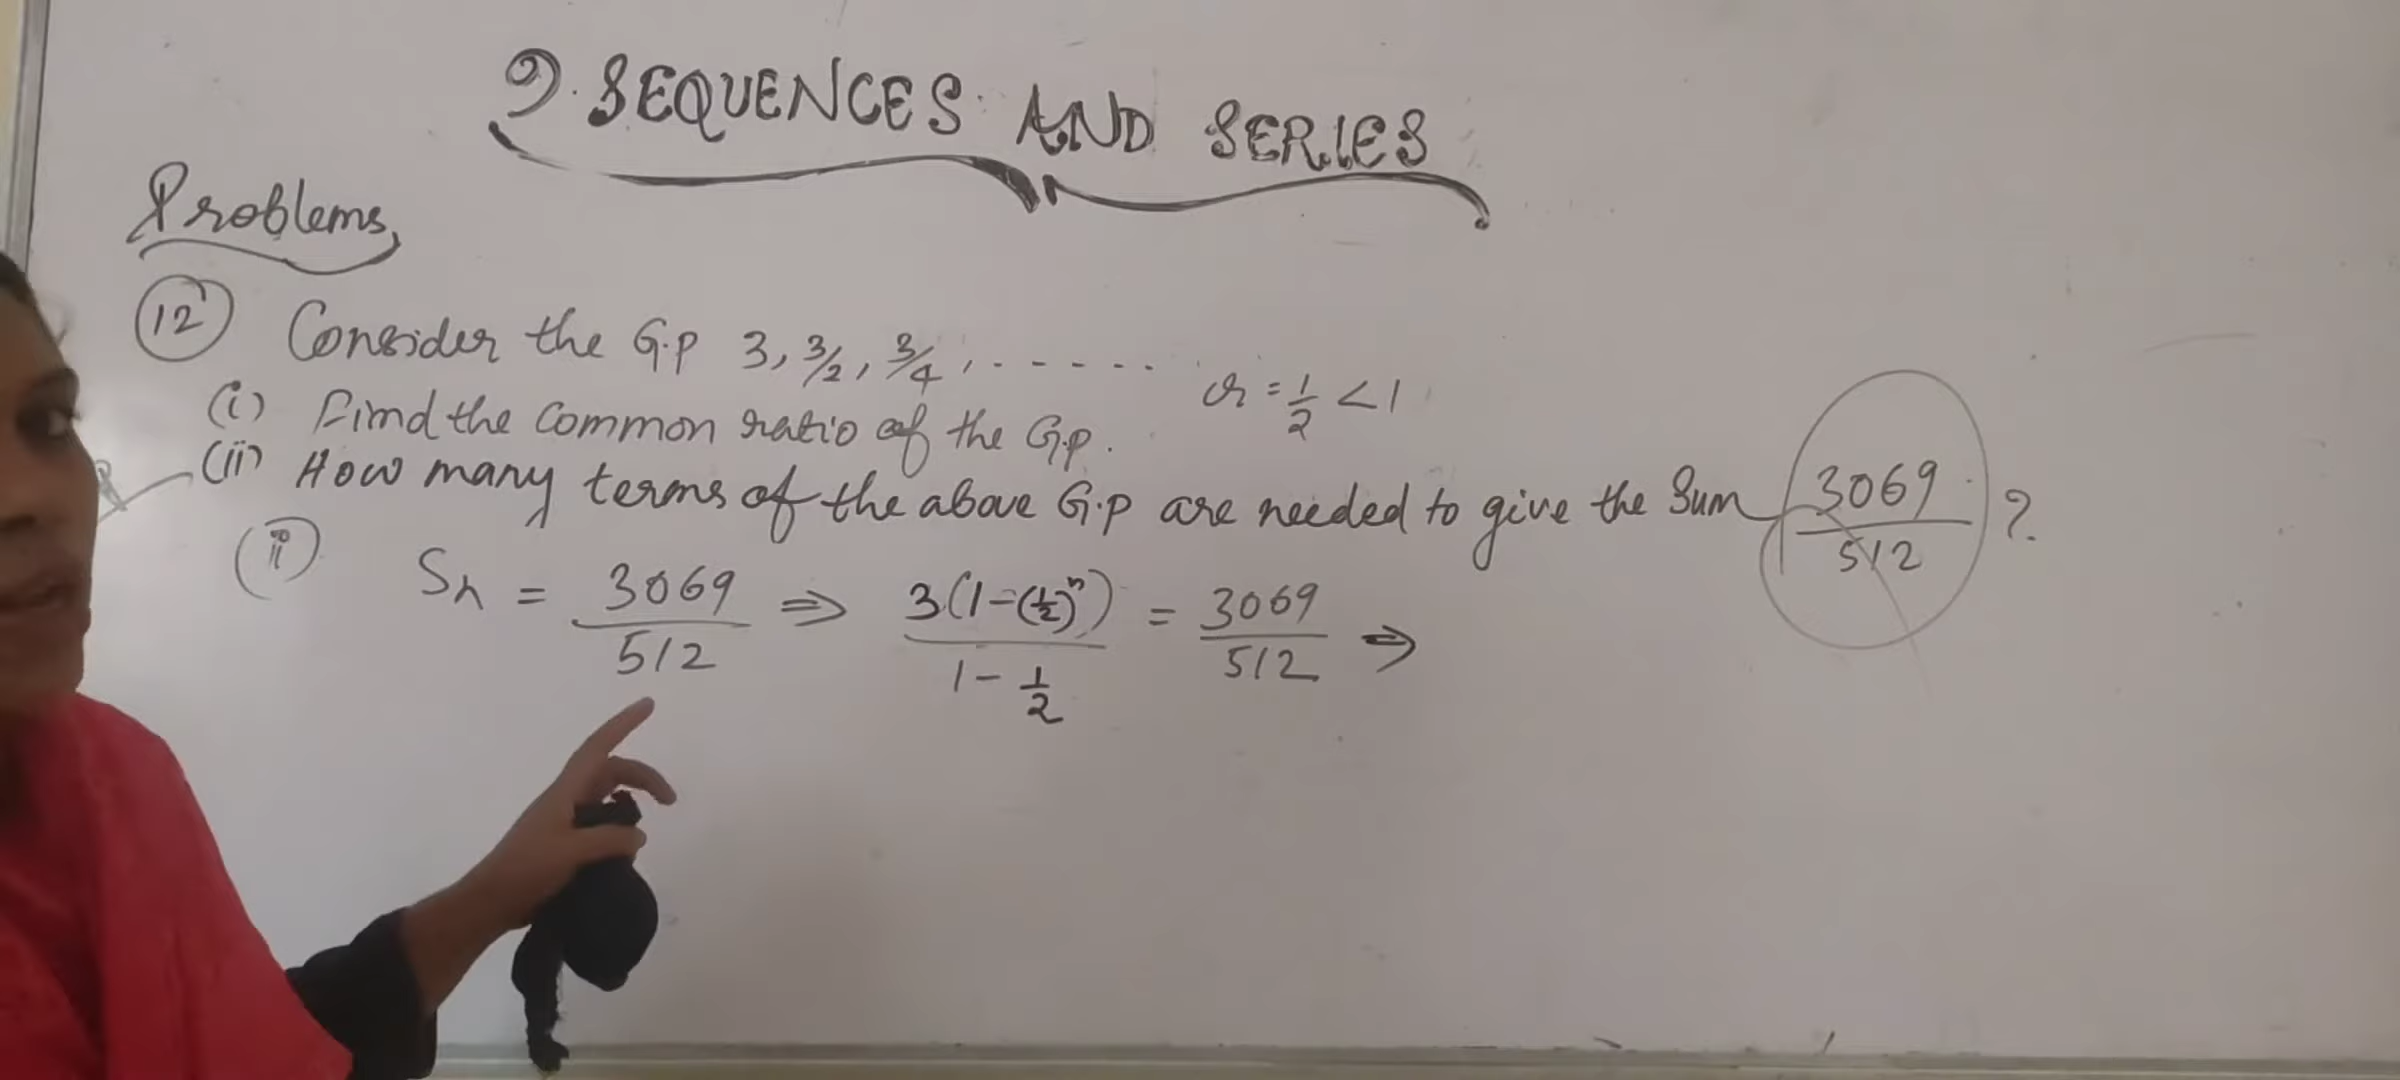 9. SEQUENCES AND SERIES
Problems,
(12) Consider the G.P 3, 3/2, 3/4, ......
r = 1/2 < 1
(i) Find the common ratio of the G.P.
(ii) How many terms of the above G.P are needed to give the Sum 3069/512 ?
(ii) Sn = 3069/512 ⇒ 3(1-(1/2)^n)/(1-1/2) = 3069/512 ⇒